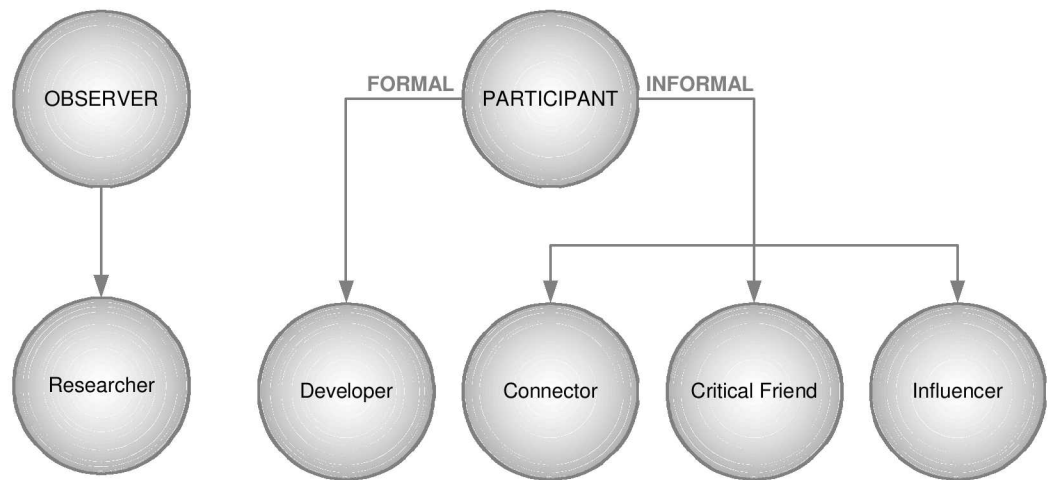 OBSERVER
FORMAL
PARTICIPANT
INFORMAL
Researcher
Developer
Connector
Critical Friend
Influencer